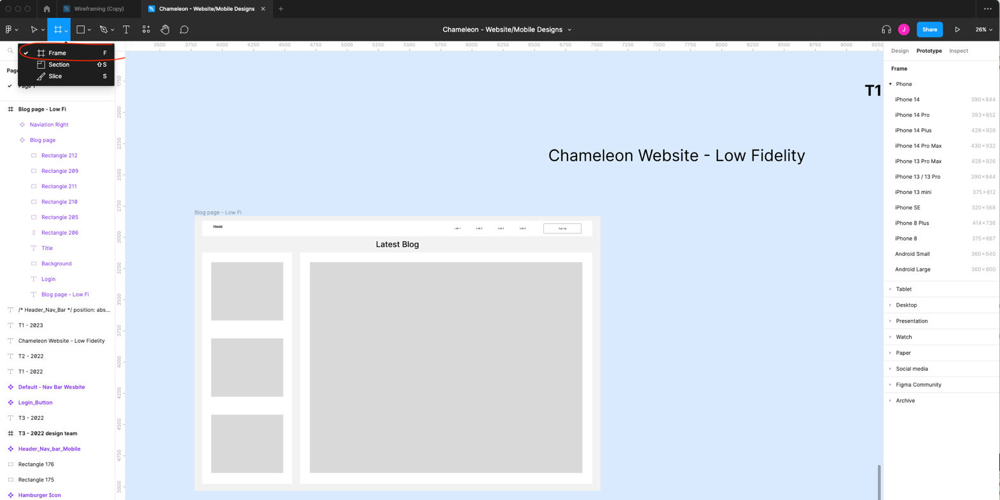 Wireframing (Copy)
Chameleon - Website/Mobile Designs
Chameleon - Website/Mobile Designs
J
Share
26%
Frame F
Section ⇧S
Slice S
Page 1
3500 3750 4000 4250 4500 4750 5000 5250 5500 5750 6000 6250 6500 6750 7000 7250 7500 7750 8000 8250 8500 8750 9000 9250
Design Prototype Inspect
Frame
Phone
iPhone 14 390×844
iPhone 14 Pro 393×852
iPhone 14 Plus 428×926
iPhone 14 Pro Max 430×932
iPhone 13 Pro Max 428×926
iPhone 13 / 13 Pro 390×844
iPhone 13 mini 375×812
iPhone SE 320×568
iPhone 8 Plus 414×736
iPhone 8 375×667
Android Small 360×640
Android Large 360×800
Tablet
Desktop
Presentation
Watch
Paper
Social media
Figma Community
Archive
Blog page - Low Fi
Naviation Right
Blog page
Rectangle 212
Rectangle 209
Rectangle 211
Rectangle 210
Rectangle 205
Rectangle 206
Title
Background
Login
Blog page - Low Fi
/* Header_Nav_Bar */ position: abs...
T1 - 2023
Chameleon Website - Low Fidelity
T2 - 2022
T1 - 2022
Default - Nav Bar Wesbite
Login_Button
T3 - 2022
T3 - 2022 design team
Header_Nav_bar_Mobile
Rectangle 176
Rectangle 175
Hamburger Icon
1750
2000
2250
2500
2750
3000
3250
3500
3750
4000
4250
4500
4750
5000
T1
Chameleon Website - Low Fidelity
Blog page - Low Fi
TRADE Link 1 Link 2 Link 3 Link 4 Sign Up
Latest Blog